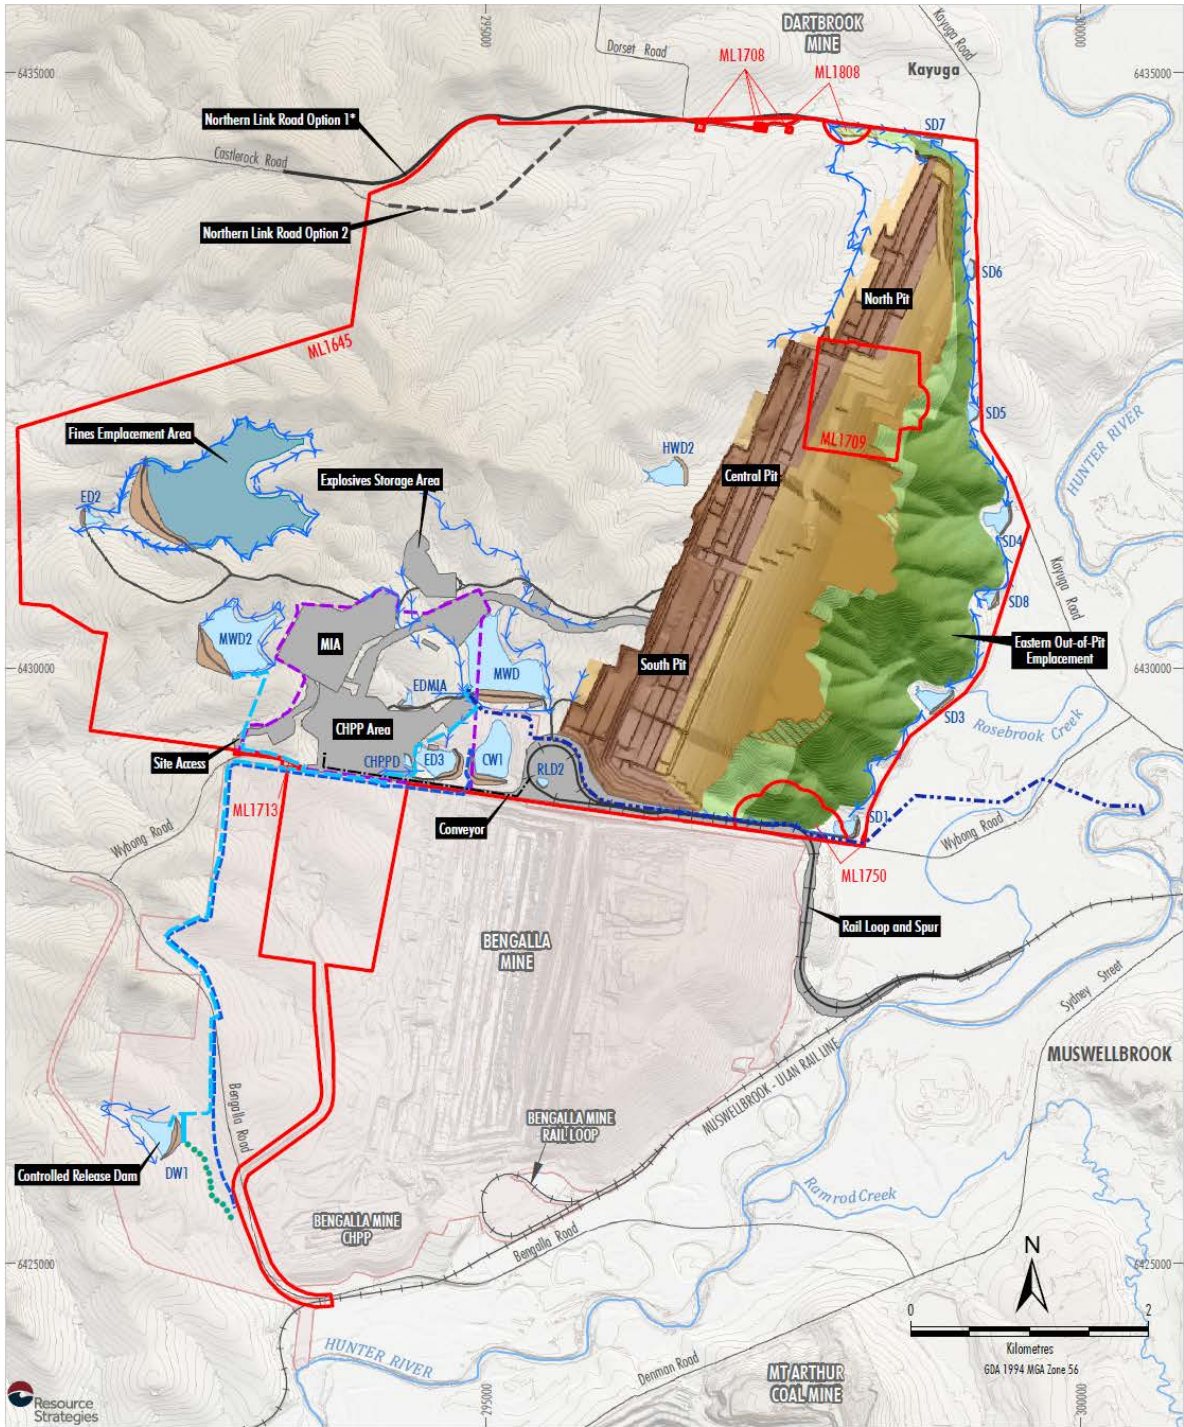 295000
300000
DARTBROOK
MINE
Dorset Road
Kayuga Road
ML1708
ML1808
Kayuga
6435000
6435000
Northern Link Road Option 1*
SD7
Castlerock Road
Northern Link Road Option 2
SD6
North Pit
ML1645
SD5
HUNTER RIVER
Fines Emplacement Area
ML1709
HWD2
Explosives Storage Area
Central Pit
ED2
SD4
Kayuga Road
SD8
MWD2
MIA
Eastern Out-of-Pit
Emplacement
6430000
South Pit
6430000
MWD
EDMIA
SD3
Rosebrook Creek
CHPP Area
Site Access
CHPPD
ED3
CW1
RLD2
ML1713
SD1
Conveyor
Wybong Road
Wybong Road
ML1750
Rail Loop and Spur
BENGALLA
MINE
Sydney Street
MUSWELLBROOK - ULAN RAIL LINE
MUSWELLBROOK
Bengalla Road
BENGALLA MINE
RAIL LOOP
Controlled Release Dam
DW1
Ramrod Creek
BENGALLA MINE
CHPP
Bengalla Road
N
6425000
6425000
0
2
Kilometres
GDA 1994 MGA Zone 56
HUNTER RIVER
Denman Road
MT ARTHUR
COAL MINE
Resource
Strategies
295000
300000